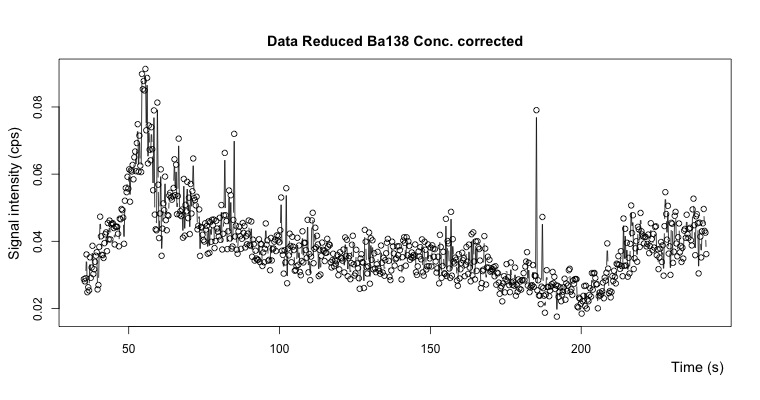 Data Reduced Ba138 Conc. corrected
Signal intensity (cps)
0.08
0.06
0.04
0.02
50 100 150 200
Time (s)